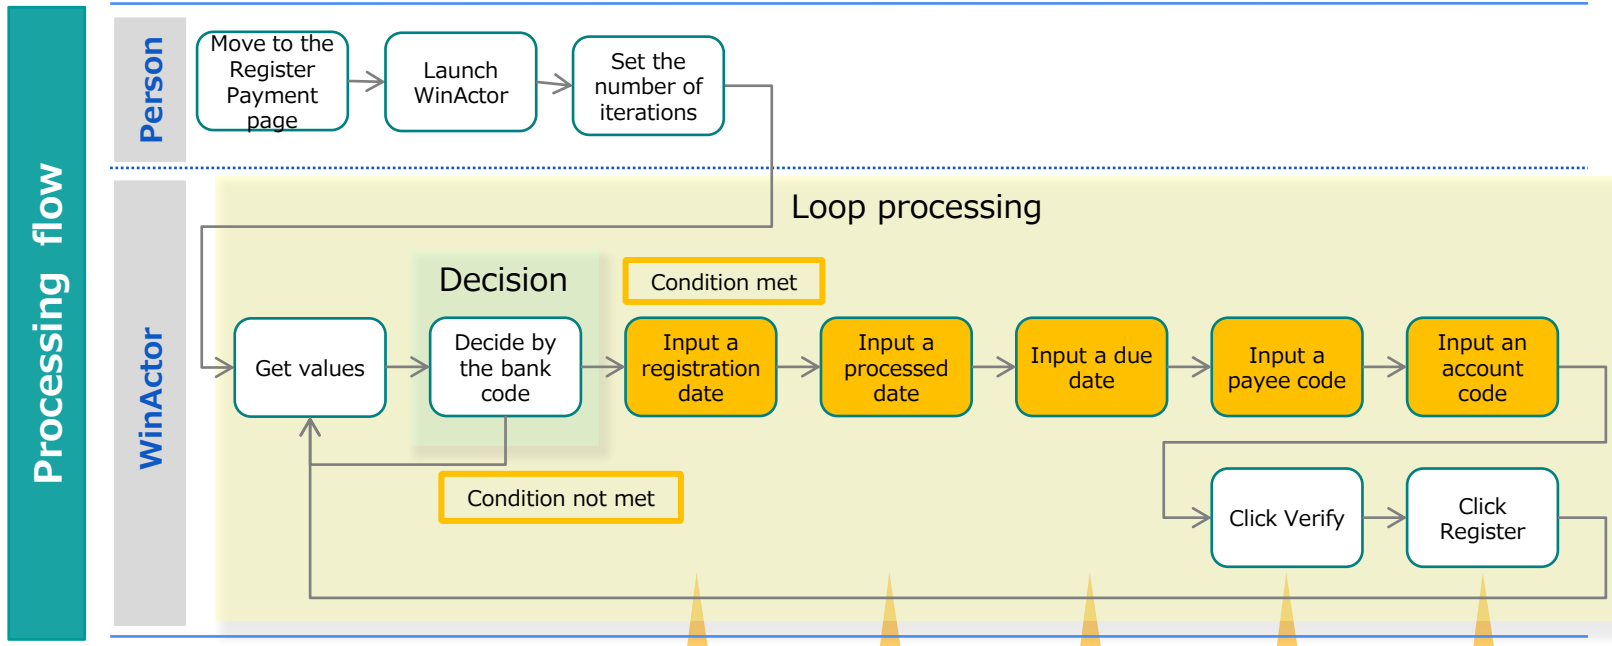 Processing flow
Person
Move to the
Register
Payment
page
Launch
WinActor
Set the
number of
iterations
WinActor
Loop processing
Decision
Condition met
Get values
Decide by
the bank
code
Input a
registration
date
Input a
processed
date
Input a due
date
Input a
payee code
Input an
account
code
Condition not met
Click Verify
Click
Register